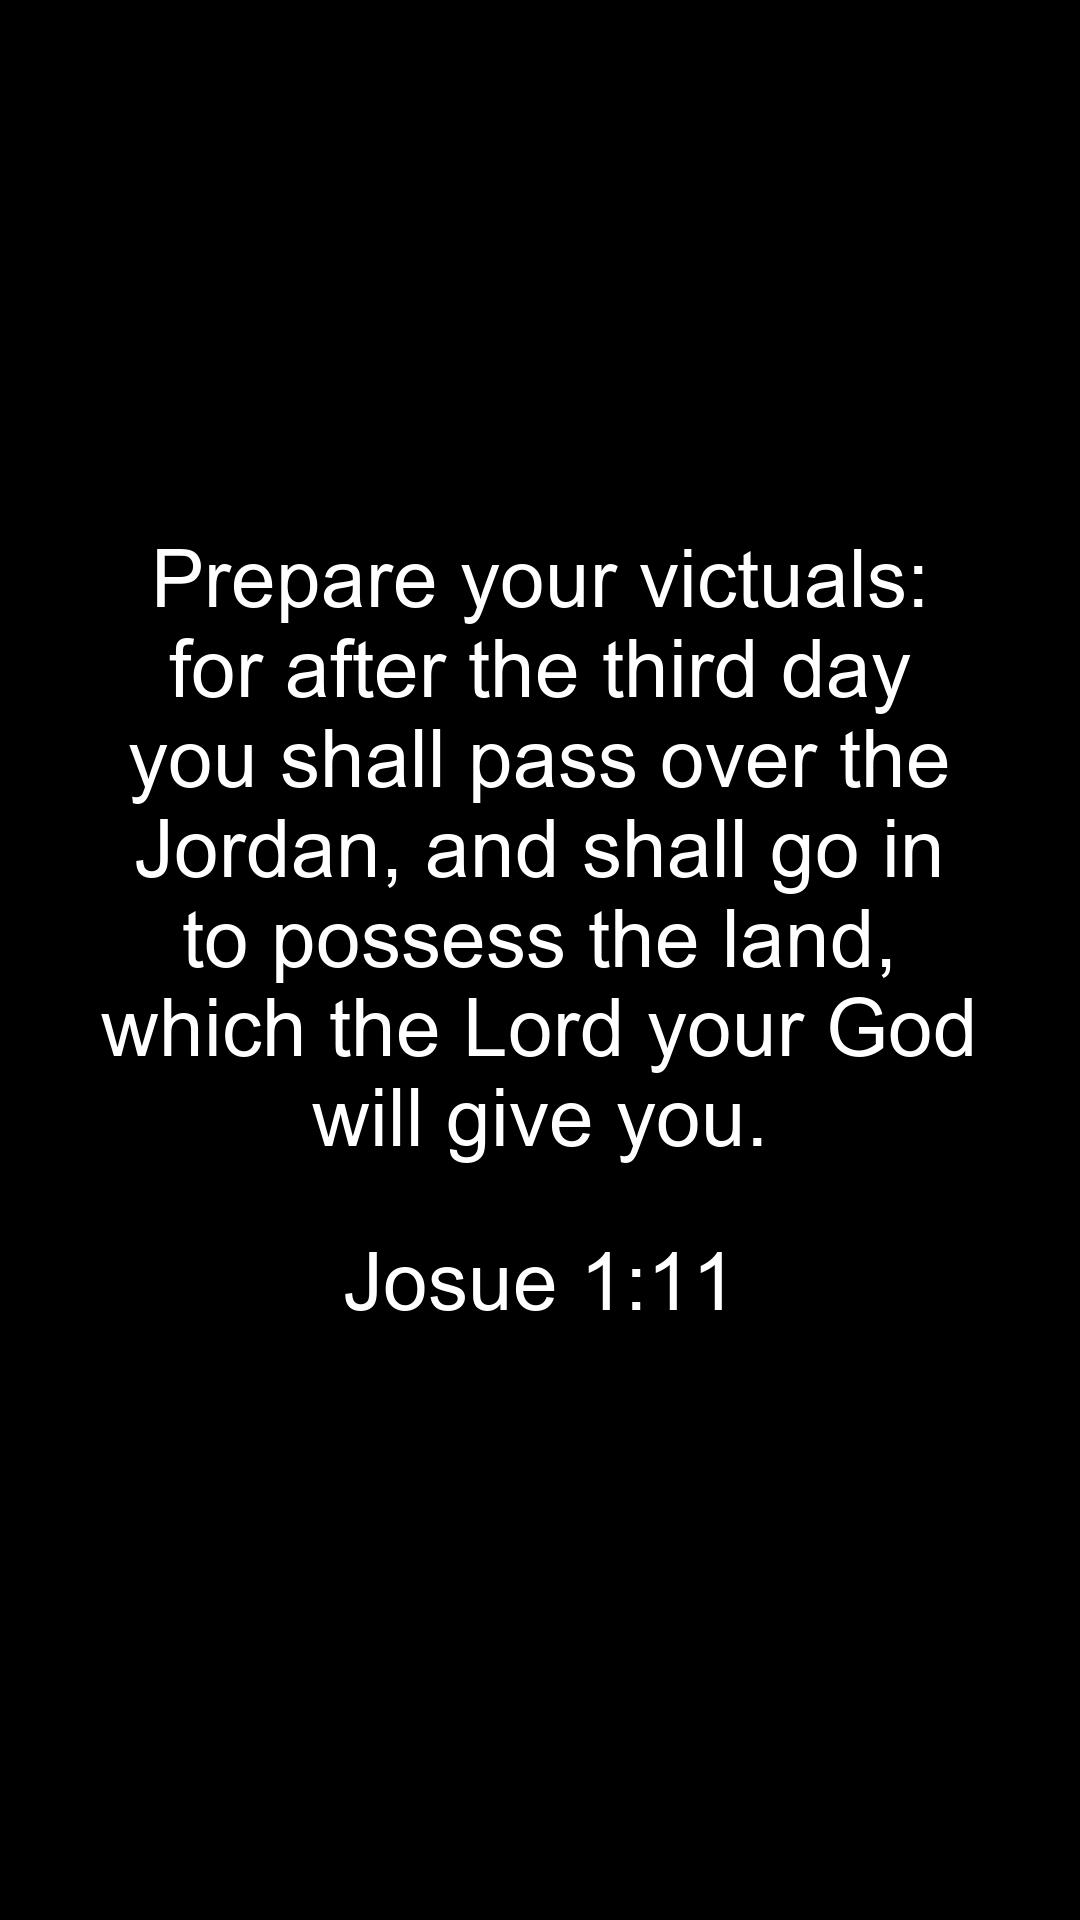 Prepare your victuals:
for after the third day
you shall pass over the
Jordan, and shall go in
to possess the land,
which the Lord your God
will give you.
Josue 1:11